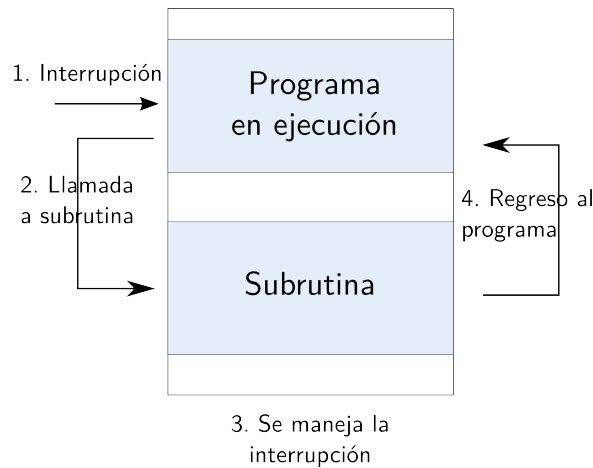 1. Interrupción
Programa
en ejecución
2. Llamada
a subrutina
4. Regreso al
programa
Subrutina
3. Se maneja la
interrupción